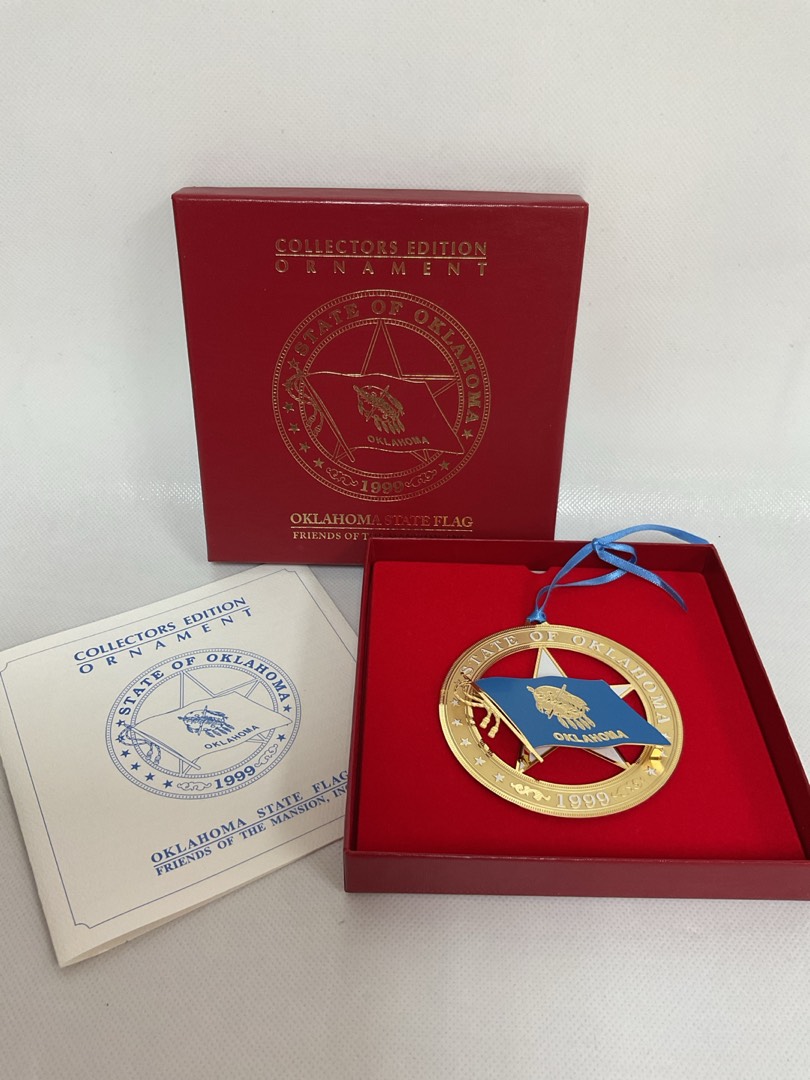 COLLECTORS EDITION
ORNAMENT
STATE OF OKLAHOMA
OKLAHOMA
1999
OKLAHOMA STATE FLAG
FRIENDS OF
COLLECTORS EDITION
ORNAMENT
STATE OF OKLAHOMA
OKLAHOMA
1999
OKLAHOMA STATE FLAG
FRIENDS OF THE MANSION,
STATE OF OKLAHOMA
OKLAHOMA
1999